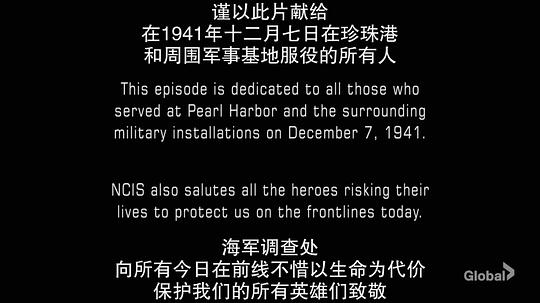 谨以此片献给
在1941年十二月七日在珍珠港
和周围军事基地服役的所有人
This episode is dedicated to all those who
served at Pearl Harbor and the surrounding
military installations on December 7, 1941.
NCIS also salutes all the heroes risking their
lives to protect us on the frontlines today.
海军调查处
向所有今日在前线不惜以生命为代价
保护我们的所有英雄们致敬
Global